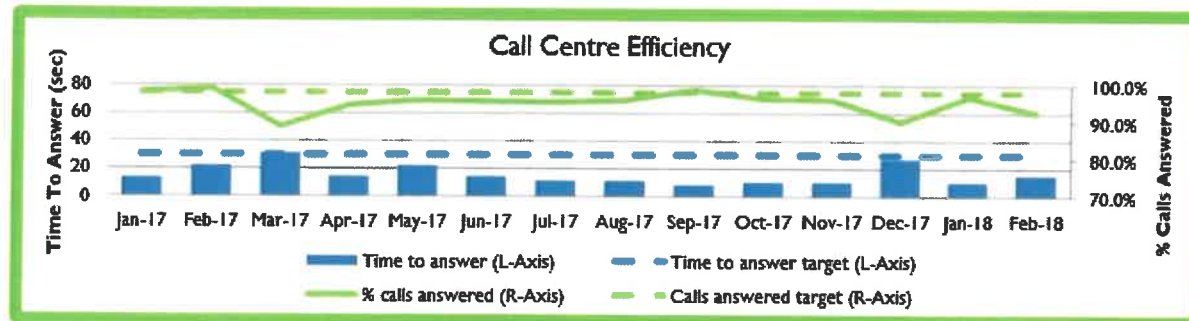 Call Centre Efficiency
Time To Answer (sec)
80
60
40
20
0
100.0%
90.0%
80.0%
70.0%
% Calls Answered
Jan-17 Feb-17 Mar-17 Apr-17 May-17 Jun-17 Jul-17 Aug-17 Sep-17 Oct-17 Nov-17 Dec-17 Jan-18 Feb-18
Time to answer (L-Axis) Time to answer target (L-Axis)
% calls answered (R-Axis) Calls answered target (R-Axis)